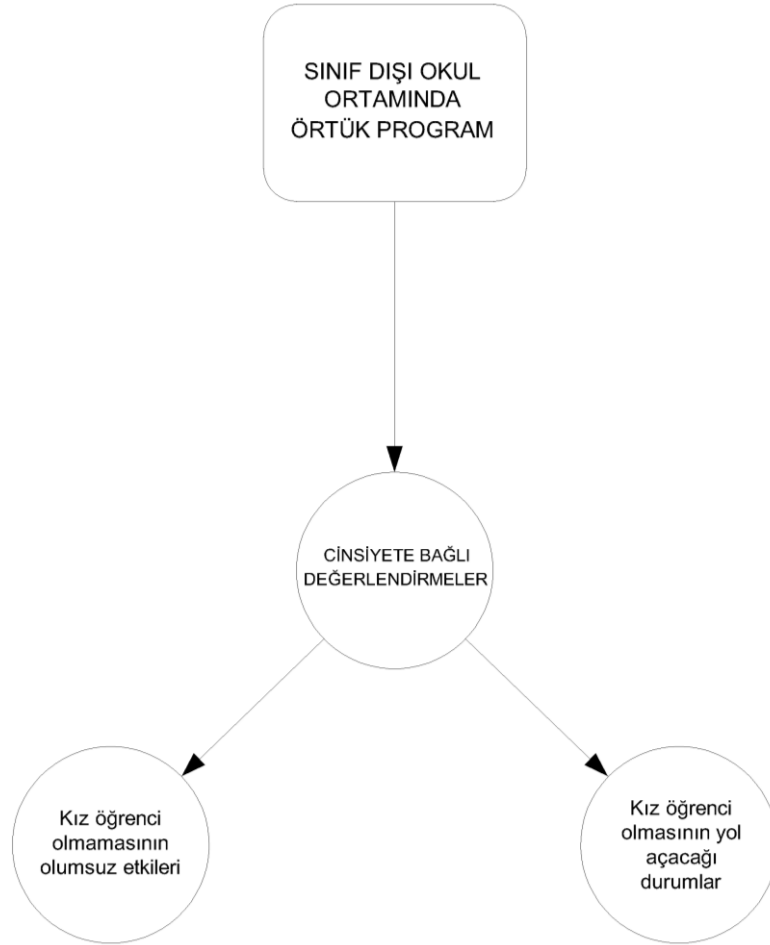 SINIF DIŞI OKUL
ORTAMINDA
ÖRTÜK PROGRAM
CİNSİYETE BAĞLI
DEĞERLENDİRMELER
Kız öğrenci
olmamasının
olumsuz etkileri
Kız öğrenci
olmasının yol
açacağı
durumlar